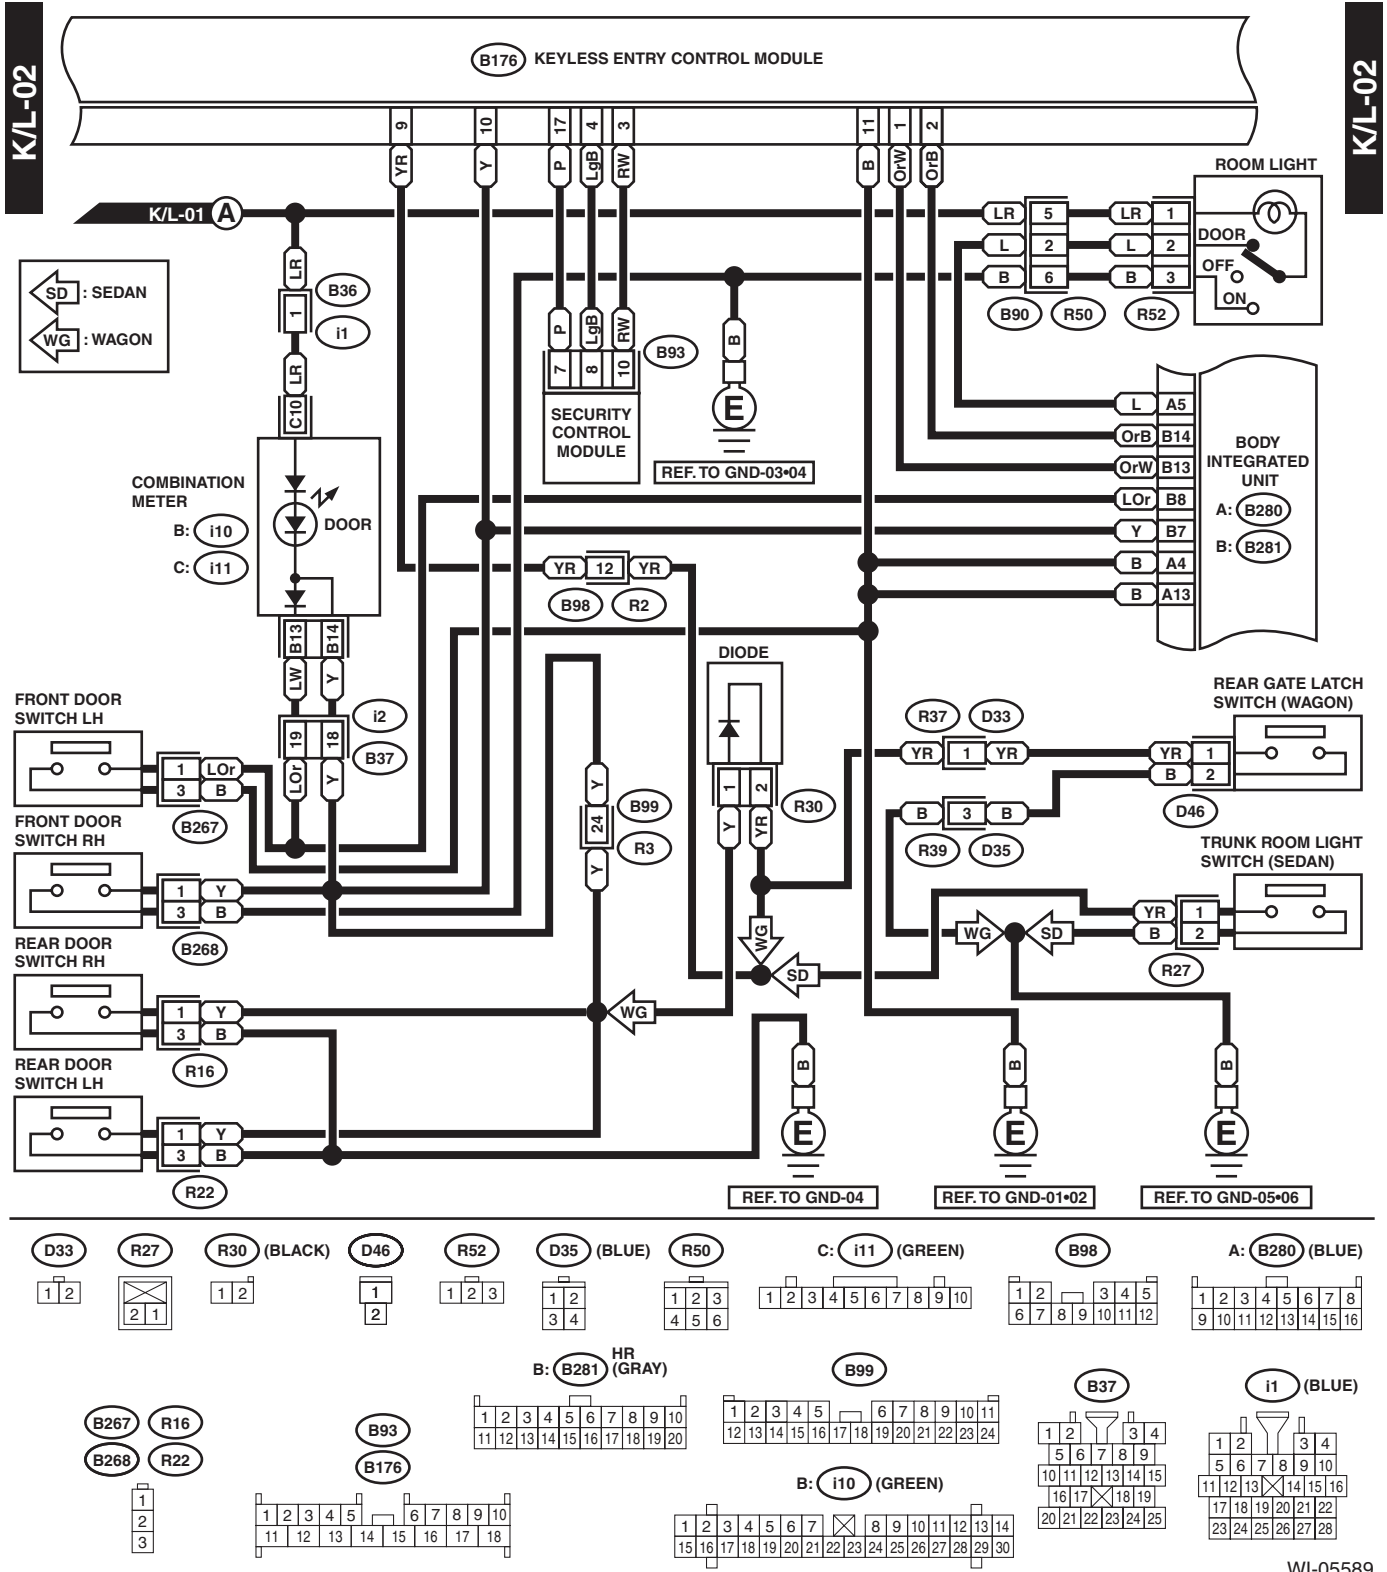 K/L-02
K/L-02
B176 KEYLESS ENTRY CONTROL MODULE
9 10 17 4 3 11 1 2
YR Y P LgB RW B OrW OrB
ROOM LIGHT
K/L-01 A
LR 5 LR 1
L 2 L 2
B 6 B 3
DOOR
OFF
ON
B90 R50 R52
SD : SEDAN
WG : WAGON
LR
1
B36
i1
LR
C10
P LgB RW
7 8 10
B93
SECURITY
CONTROL
MODULE
B
E
REF. TO GND-03•04
L A5
OrB B14
OrW B13
LOr B8
Y B7
B A4
B A13
BODY
INTEGRATED
UNIT
A: B280
B: B281
COMBINATION
METER
B: i10
C: i11
DOOR
B13 B14
LW Y
19 18
LOr Y
i2
B37
YR 12 YR
B98 R2
DIODE
1 2
Y YR
R30
REAR GATE LATCH
SWITCH (WAGON)
R37 D33
YR 1 YR
YR 1
B 2
D46
B 3 B
R39 D35
TRUNK ROOM LIGHT
SWITCH (SEDAN)
YR 1
B 2
R27
WG SD
WG
SD
WG
FRONT DOOR
SWITCH LH
1 LOr
3 B
B267
FRONT DOOR
SWITCH RH
1 Y
3 B
B268
REAR DOOR
SWITCH RH
1 Y
3 B
R16
REAR DOOR
SWITCH LH
1 Y
3 B
R22
Y
24
Y
B99
R3
B B B
E E E
REF. TO GND-04 REF. TO GND-01•02 REF. TO GND-05•06
D33 R27 R30 (BLACK) D46 R52 D35 (BLUE) R50 C: i11 (GREEN) B98 A: B280 (BLUE)
1 2
2 1
1 2
1
2
1 2 3
1 2
3 4
1 2 3
4 5 6
1 2 3 4 5 6 7 8 9 10
1 2 3 4 5
6 7 8 9 10 11 12
1 2 3 4 5 6 7 8
9 10 11 12 13 14 15 16
B267 R16
B268 R22
1
2
3
B93
B176
1 2 3 4 5 6 7 8 9 10
11 12 13 14 15 16 17 18
B: B281 HR
(GRAY)
1 2 3 4 5 6 7 8 9 10
11 12 13 14 15 16 17 18 19 20
B99
1 2 3 4 5 6 7 8 9 10 11
12 13 14 15 16 17 18 19 20 21 22 23 24
B: i10 (GREEN)
1 2 3 4 5 6 7 8 9 10 11 12 13 14
15 16 17 18 19 20 21 22 23 24 25 26 27 28 29 30
B37
1 2 3 4
5 6 7 8 9
10 11 12 13 14 15
16 17 18 19
20 21 22 23 24 25
i1 (BLUE)
1 2 3 4
5 6 7 8 9 10
11 12 13 14 15 16
17 18 19 20 21 22
23 24 25 26 27 28
WI-05589